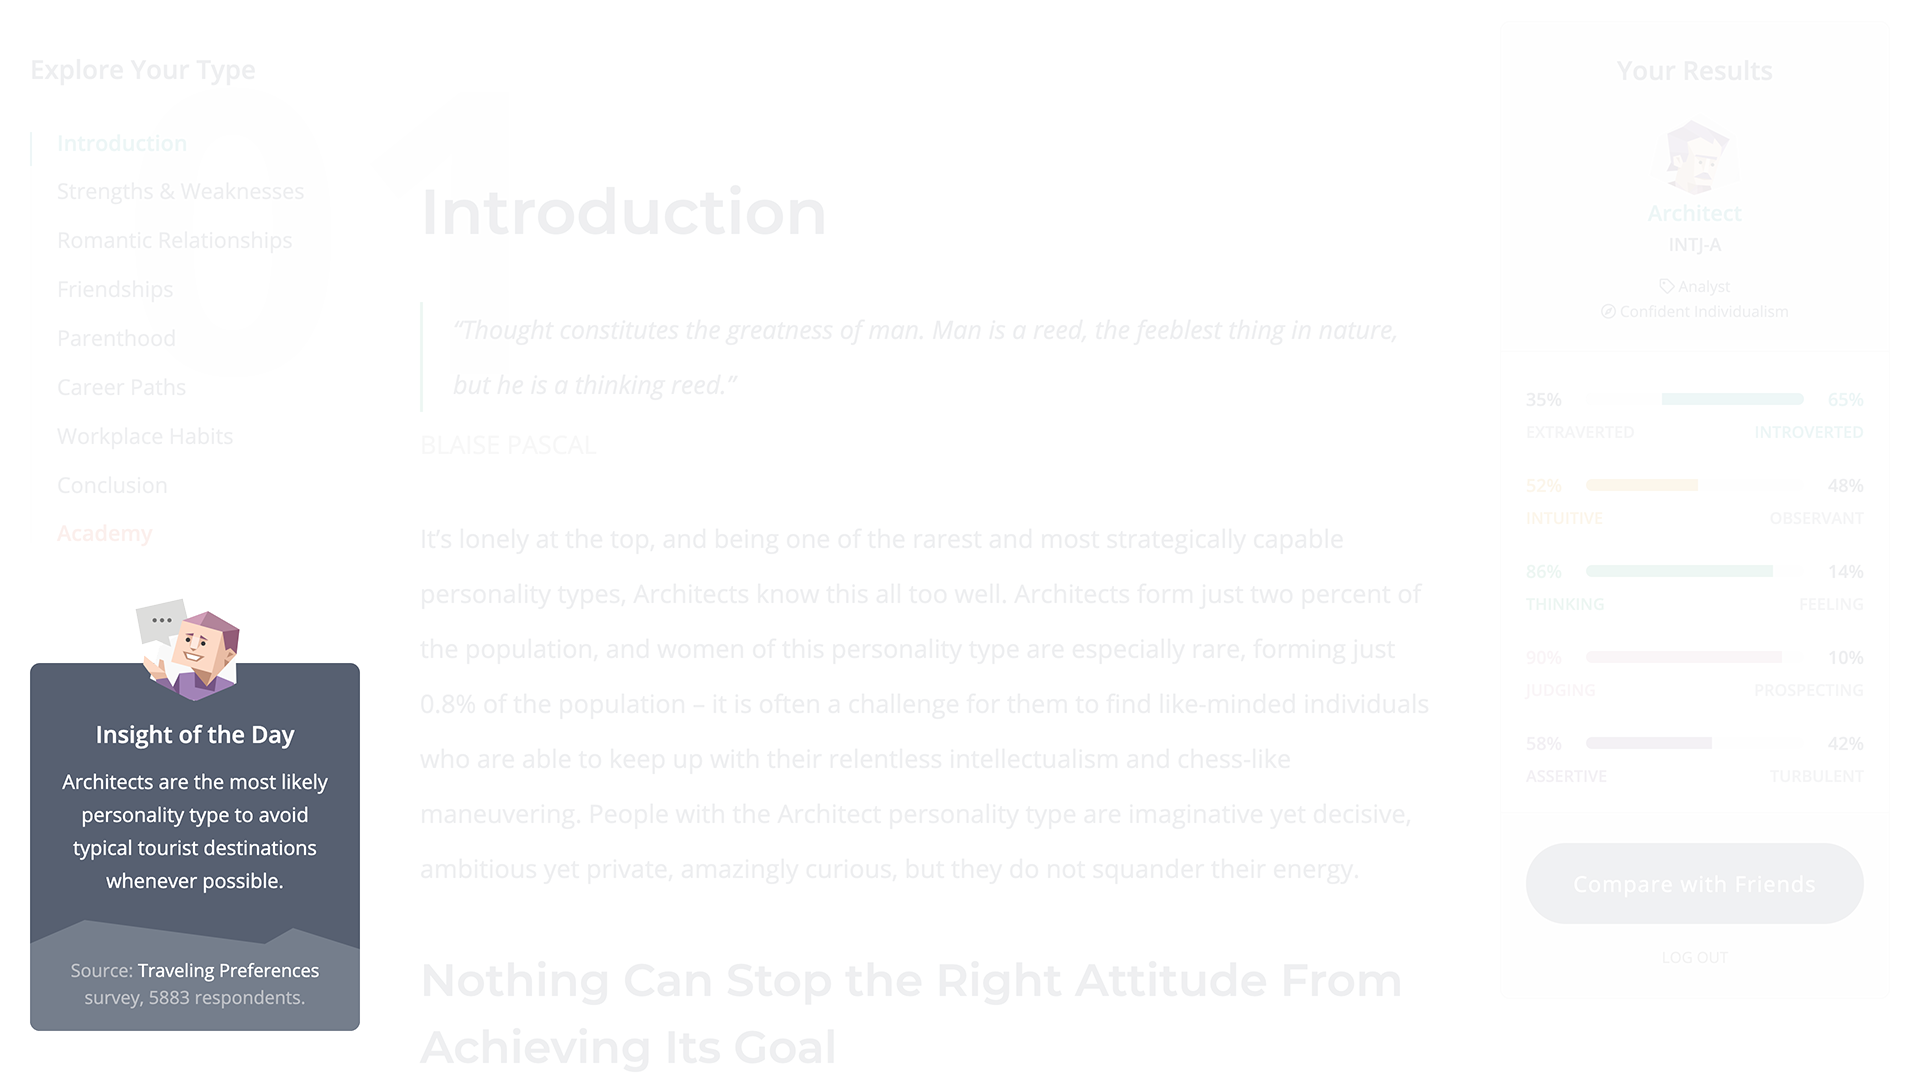 Explore Your Type
Introduction
Strengths & Weaknesses
Romantic Relationships
Friendships
Parenthood
Career Paths
Workplace Habits
Conclusion
Academy
Insight of the Day
Architects are the most likely
personality type to avoid
typical tourist destinations
whenever possible.
Source: Traveling Preferences
survey, 5883 respondents.
01
Introduction
“Thought constitutes the greatness of man. Man is a reed, the feeblest thing in nature,
but he is a thinking reed.”
BLAISE PASCAL
It’s lonely at the top, and being one of the rarest and most strategically capable
personality types, Architects know this all too well. Architects form just two percent of
the population, and women of this personality type are especially rare, forming just
0.8% of the population – it is often a challenge for them to find like-minded individuals
who are able to keep up with their relentless intellectualism and chess-like
maneuvering. People with the Architect personality type are imaginative yet decisive,
ambitious yet private, amazingly curious, but they do not squander their energy.
Nothing Can Stop the Right Attitude From
Achieving Its Goal
Your Results
Architect
INTJ-A
Analyst
Confident Individualism
35% 65%
EXTRAVERTED INTROVERTED
52% 48%
INTUITIVE OBSERVANT
86% 14%
THINKING FEELING
90% 10%
JUDGING PROSPECTING
58% 42%
ASSERTIVE TURBULENT
Compare with Friends
LOG OUT